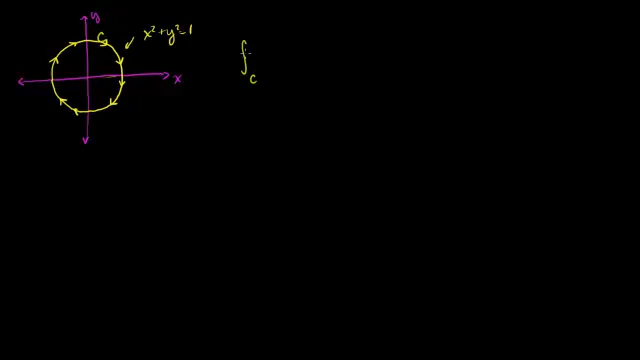 y
C
x² + y² = 1
x
∫
C